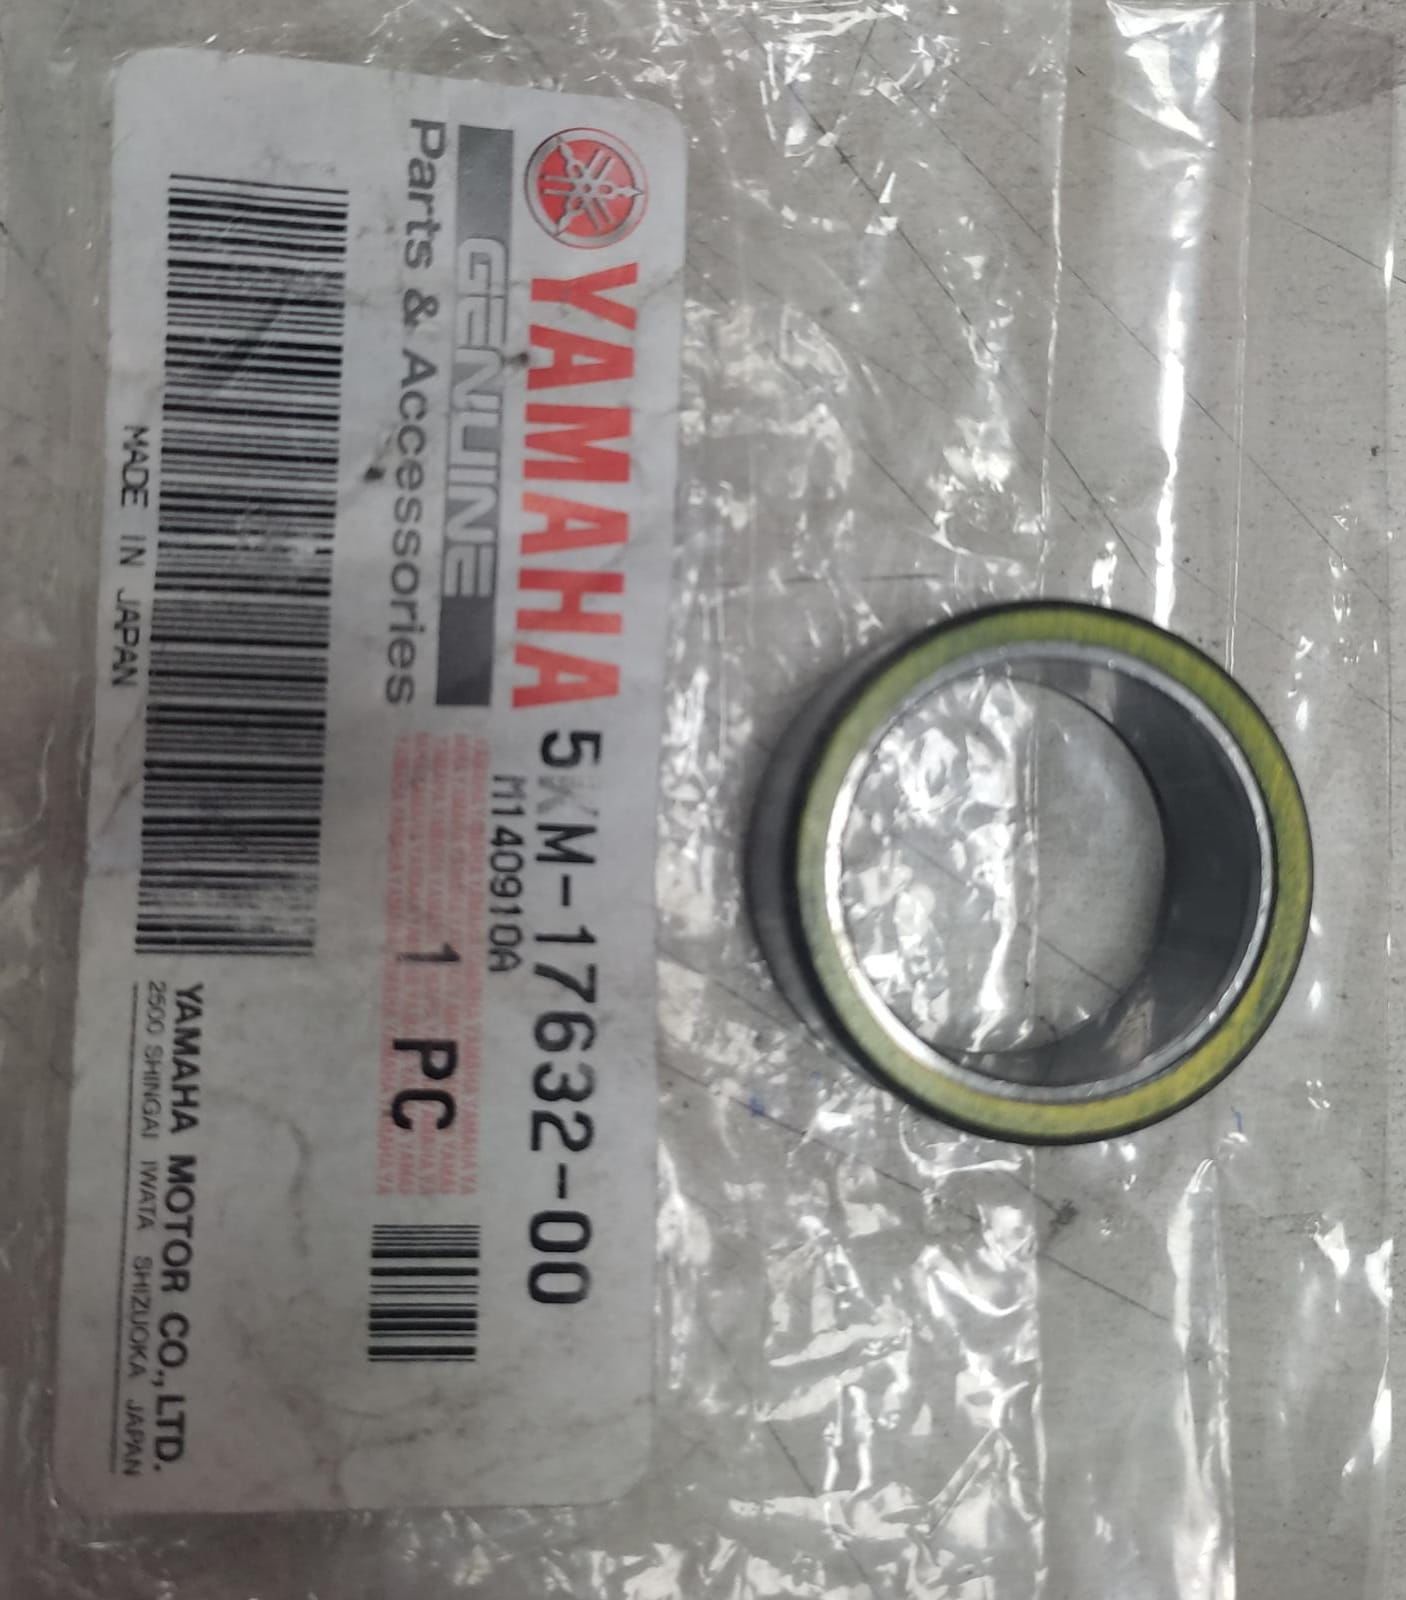 YAMAHA
GENUINE
Parts & Accessories
5KM-17632-00
M140910A
1 PC
MADE IN JAPAN
YAMAHA MOTOR CO., LTD.
2500 SHINGAI IWATA SHIZUOKA JAPAN